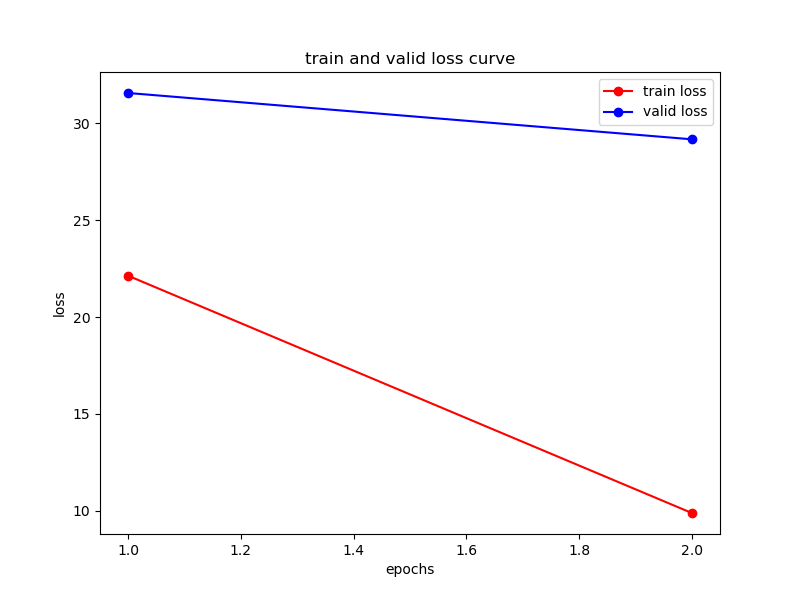 train and valid loss curve
train loss
valid loss
30
25
20
15
10
loss
1.0 1.2 1.4 1.6 1.8 2.0
epochs